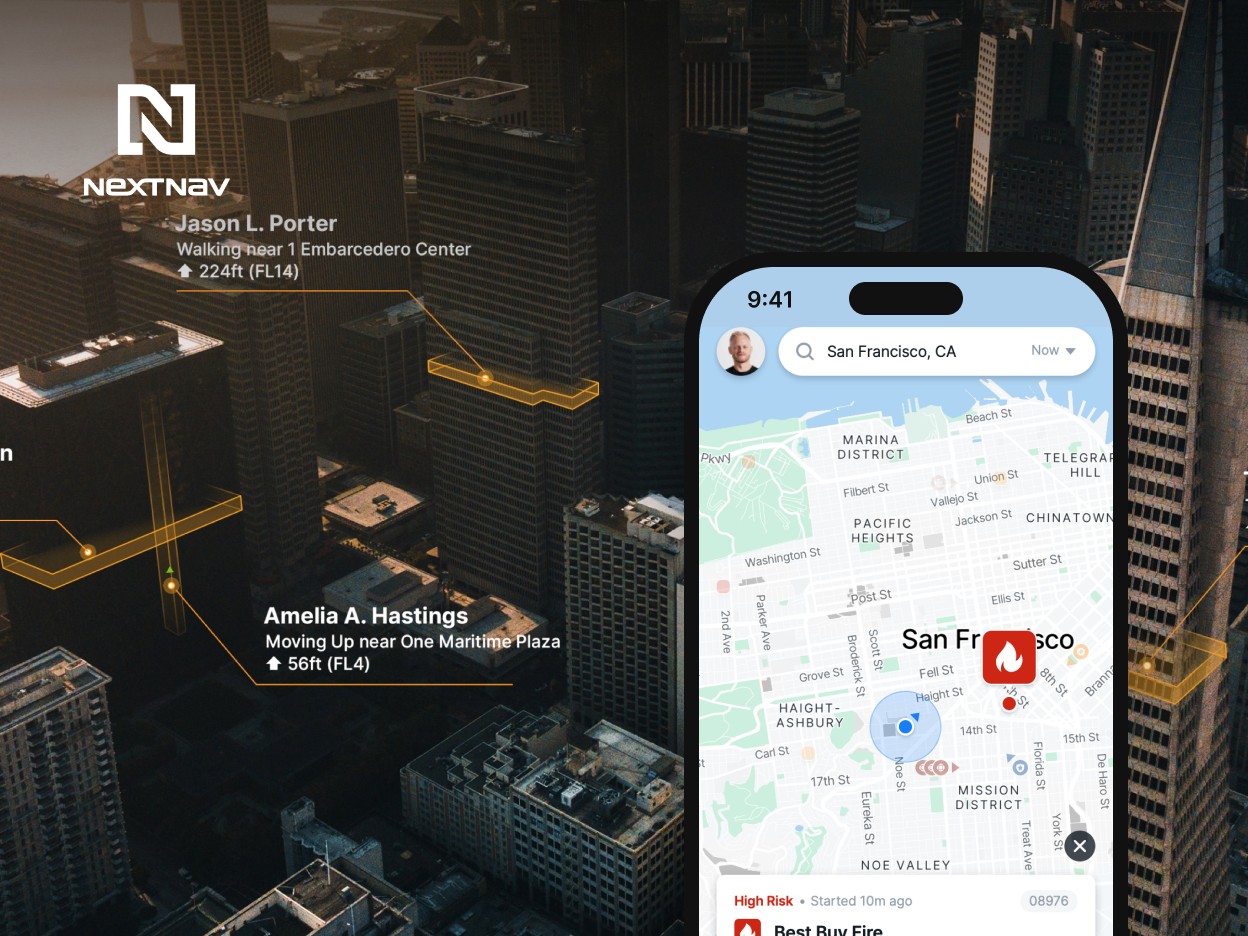 NEXTNAV
Jason L. Porter
Walking near 1 Embarcedero Center
224ft (FL14)
n
Amelia A. Hastings
Moving Up near One Maritime Plaza
56ft (FL4)
9:41
San Francisco, CA
Now
Beach St
MARINA
DISTRICT
Pkwy
TELEGRAP
HILL
Union St
Filbert St
Vallejo St
Jackson St
CHINATOWN
PACIFIC
HEIGHTS
Washington St
Sutter St
Post St
Ellis St
2nd Ave
Parker Ave
Broderick St
Scott St
San Fr
sco
Fell St
Grove St
8th St
Branna
Haight St
HAIGHT-
ASHBURY
14th St
15th St
Carl St
17th St
Noe St
Florida St
De Haro St
MISSION
DISTRICT
Eureka St
Treat Ave
York St
NOE VALLEY
High Risk • Started 10m ago
08976
Best Buy Fire